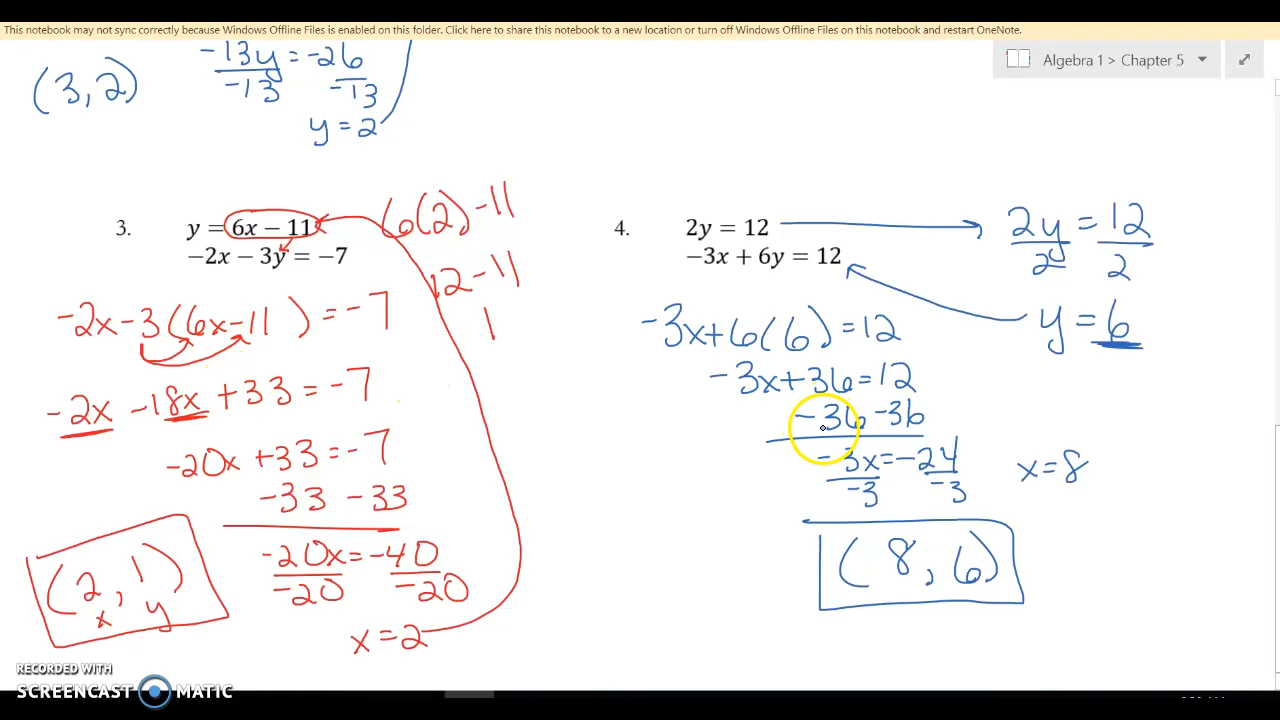 This notebook may not sync correctly because Windows Offline Files is enabled on this folder. Click here to share this notebook to a new location or turn off Windows Offline Files on this notebook and restart OneNote.
Algebra 1 > Chapter 5
(3, 2)
-13y = -26
-13 -13
y = 2
3.
y = 6x − 11
−2x − 3y = −7
6(2) - 11
12 - 11
1
-2x - 3(6x - 11) = -7
-2x - 18x + 33 = -7
-20x + 33 = -7
-33 -33
-20x = -40
-20 -20
x = 2
(2, 1)
x y
4.
2y = 12
−3x + 6y = 12
2y = 12
2 2
y = 6
-3x + 6(6) = 12
-3x + 36 = 12
-36 -36
-3x = -24
-3 -3
x = 8
(8, 6)
RECORDED WITH
SCREENCAST MATIC